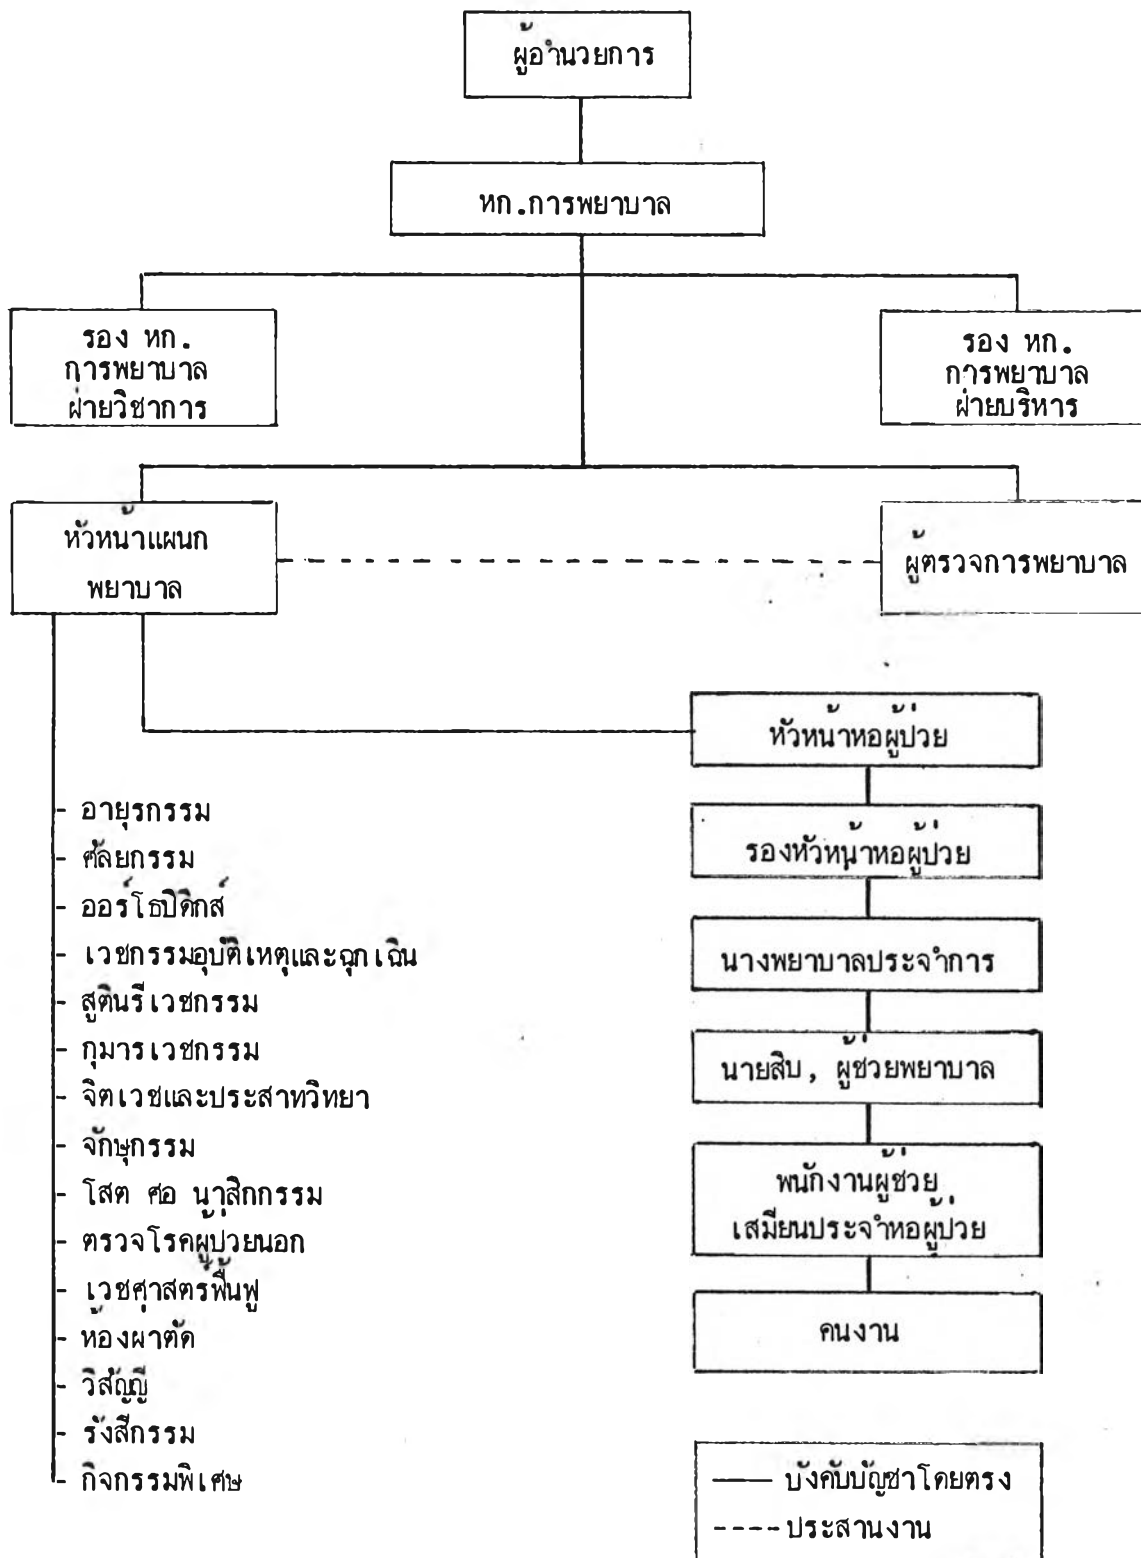 ผู้อำนวยการ
หก.การพยาบาล
รอง หก.
การพยาบาล
ฝ่ายวิชาการ
รอง หก.
การพยาบาล
ฝ่ายบริหาร
หัวหน้าแผนก
พยาบาล
ผู้ตรวจการพยาบาล
หัวหน้าหอผู้ป่วย
รองหัวหน้าหอผู้ป่วย
นางพยาบาลประจำการ
นายสิบ, ผู้ช่วยพยาบาล
พนักงานผู้ช่วย
เสมียนประจำหอผู้ป่วย
คนงาน
- อายุรกรรม
- ศัลยกรรม
- ออร์โธปิดิกส์
- เวชกรรมอุบัติเหตุและฉุกเฉิน
- สูตินรีเวชกรรม
- กุมารเวชกรรม
- จิตเวชและประสาทวิทยา
- จักษุกรรม
- โสต ศอ นาสิกกรรม
- ตรวจโรคผู้ป่วยนอก
- เวชศาสตร์ฟื้นฟู
- ห้องผ่าตัด
- วิสัญญี
- รังสีกรรม
- กิจกรรมพิเศษ
บังคับบัญชาโดยตรง
ประสานงาน